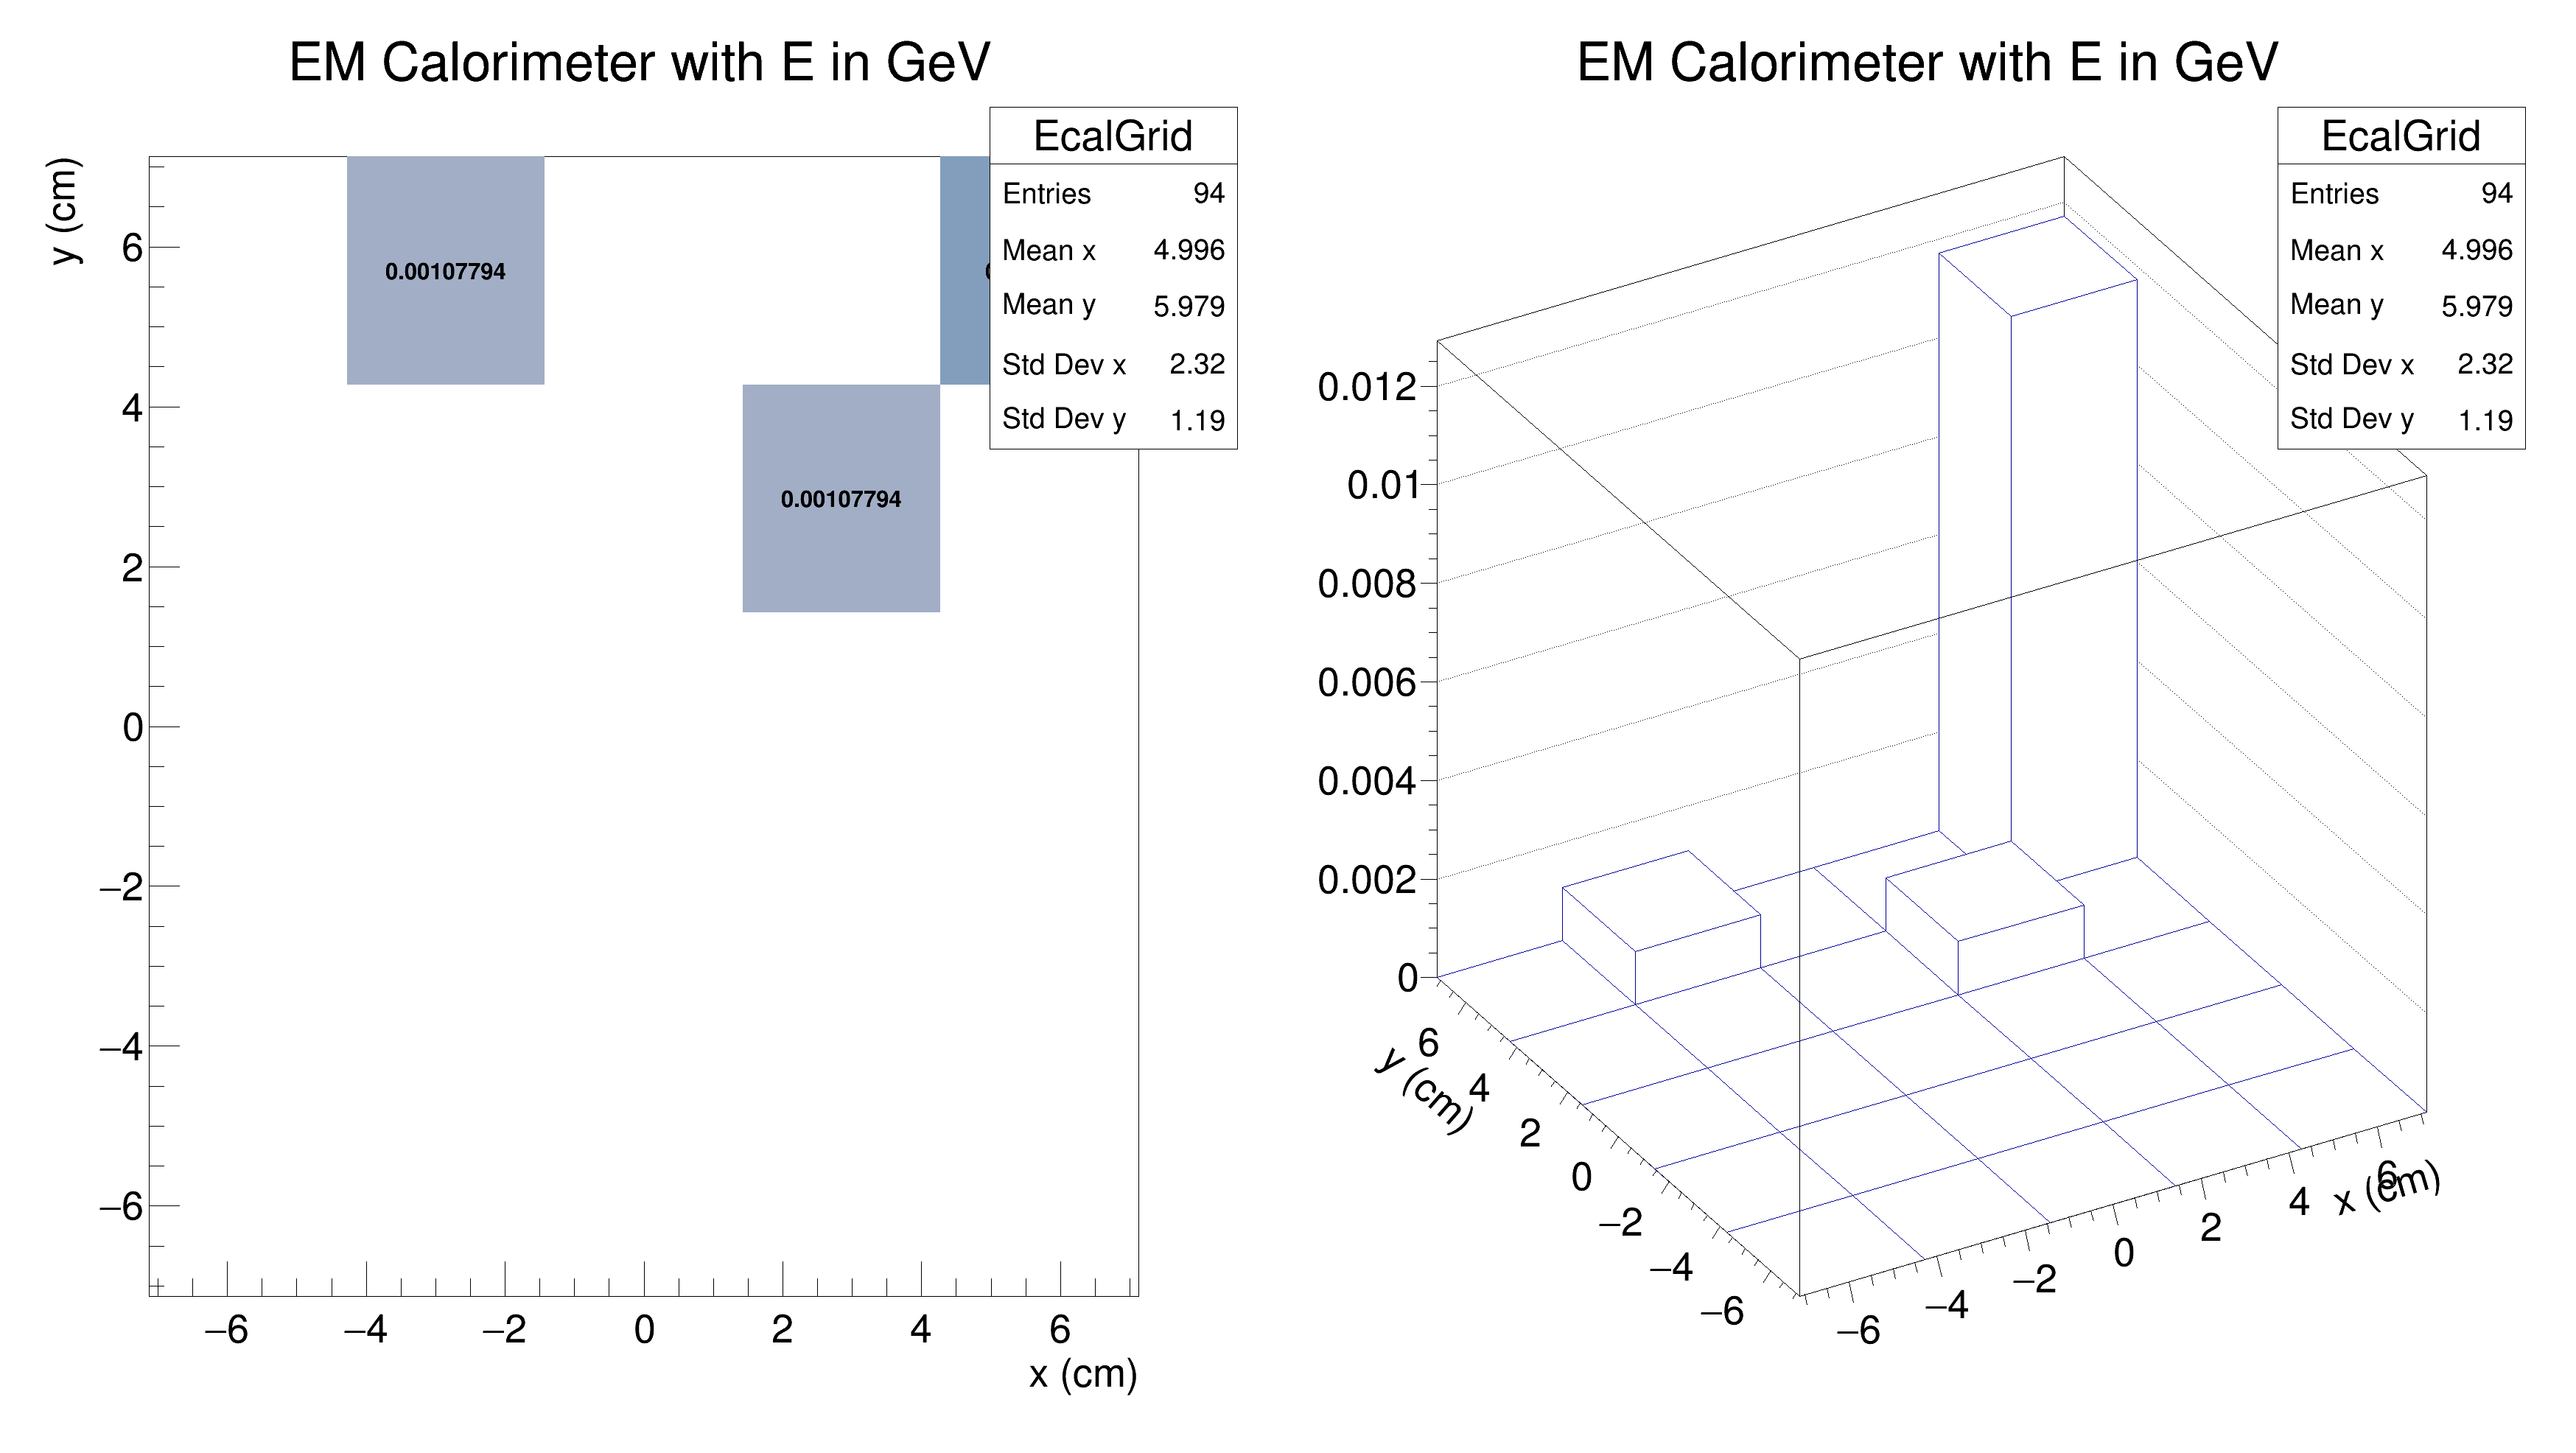 EM Calorimeter with E in GeV
EcalGrid
Entries 94
Mean x 4.996
Mean y 5.979
Std Dev x 2.32
Std Dev y 1.19
y (cm)
6
4
2
0
−2
−4
−6
0.00107794
0.00107794
−6 −4 −2 0 2 4 6
x (cm)
EM Calorimeter with E in GeV
EcalGrid
Entries 94
Mean x 4.996
Mean y 5.979
Std Dev x 2.32
Std Dev y 1.19
0.012
0.01
0.008
0.006
0.004
0.002
0
6
4
2
0
−2
−4
−6
y (cm)
−6 −4 −2 0 2 4 6
x (cm)